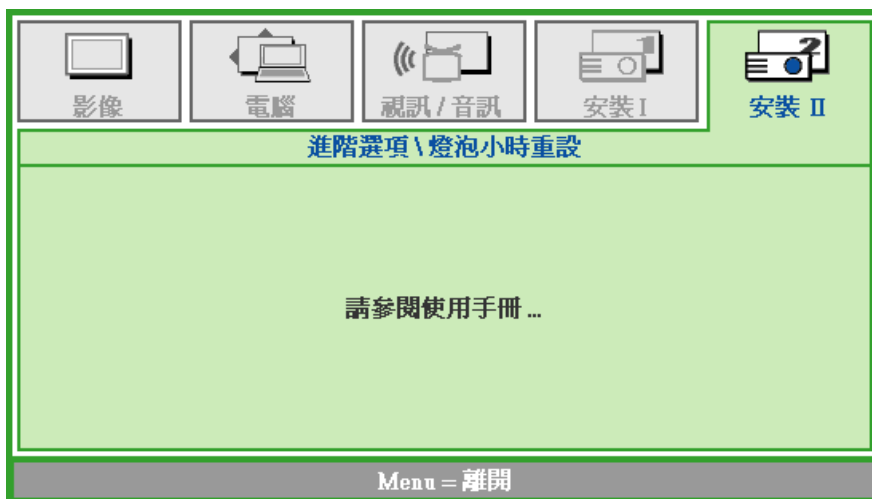 影像
電腦
視訊 / 音訊
安裝 I
2
安裝 II
進階選項 \ 燈泡小時重設
請參閱使用手冊 ...
Menu = 離開